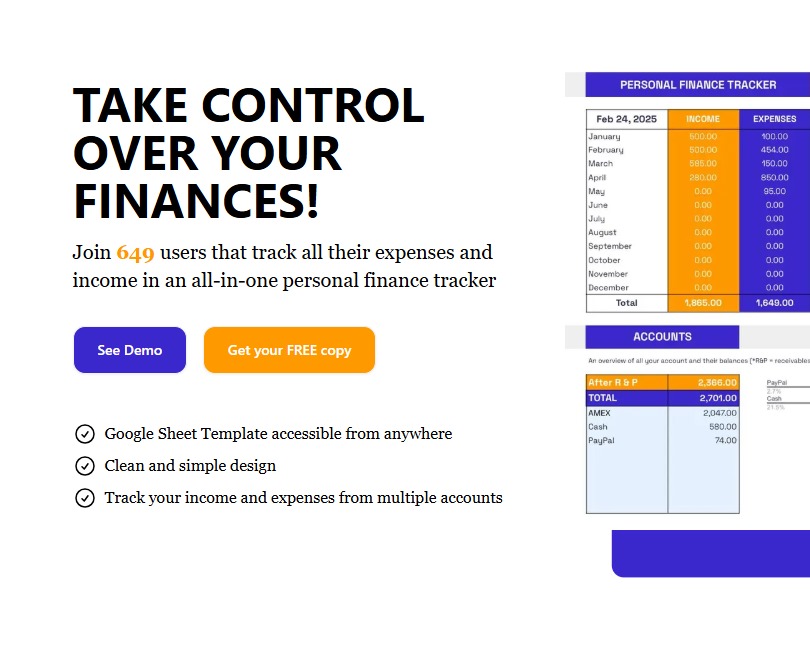 TAKE CONTROL
OVER YOUR
FINANCES!
Join 649 users that track all their expenses and
income in an all-in-one personal finance tracker
See Demo
Get your FREE copy
Google Sheet Template accessible from anywhere
Clean and simple design
Track your income and expenses from multiple accounts
PERSONAL FINANCE TRACKER
Feb 24, 2025 INCOME EXPENSES
January 500.00 100.00
February 500.00 454.00
March 585.00 150.00
April 280.00 850.00
May 0.00 95.00
June 0.00 0.00
July 0.00 0.00
August 0.00 0.00
September 0.00 0.00
October 0.00 0.00
November 0.00 0.00
December 0.00 0.00
Total 1,865.00 1,649.00
ACCOUNTS
An overview of all your account and their balances (*R&P = receivables
After R & P 2,366.00
TOTAL 2,701.00
AMEX 2,047.00
Cash 580.00
PayPal 74.00
PayPal
2.7%
Cash
21.5%